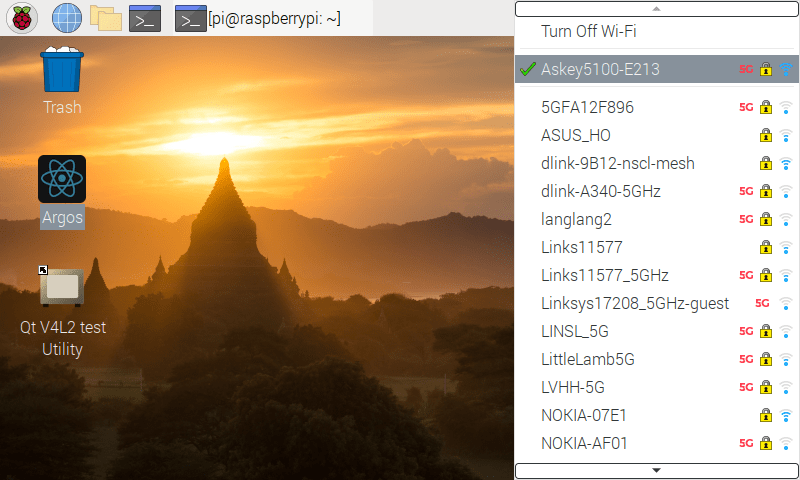 [pi@raspberrypi: ~]
Trash
Argos
Qt V4L2 test
Utility
Turn Off Wi-Fi
Askey5100-E213 5G
5GFA12F896 5G
ASUS_HO
dlink-9B12-nscl-mesh
dlink-A340-5GHz 5G
langlang2 5G
Links11577
Links11577_5GHz 5G
Linksys17208_5GHz-guest 5G
LINSL_5G 5G
LittleLamb5G 5G
LVHH-5G 5G
NOKIA-07E1
NOKIA-AF01 5G